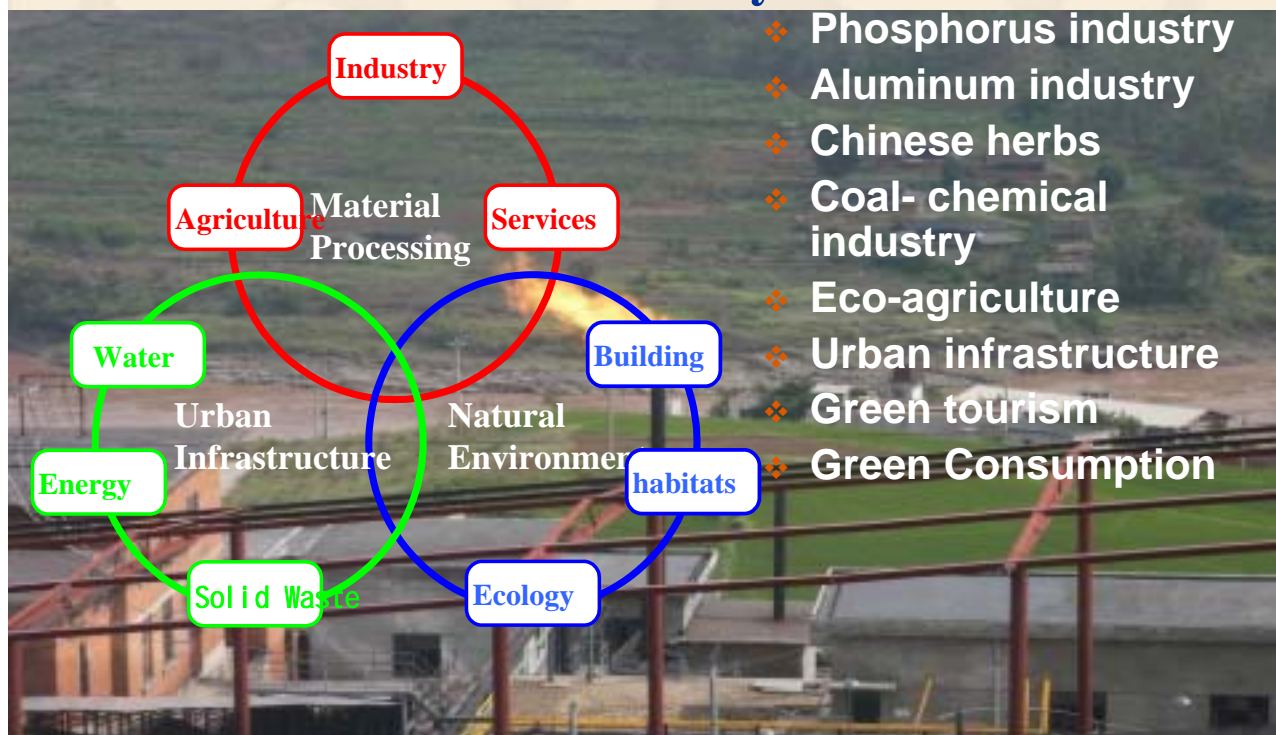 Industry
Agriculture
Services
Material
Processing
Water
Building
Urban
Infrastructure
Natural
Environment
Energy
habitats
Solid Waste
Ecology
Phosphorus industry
Aluminum industry
Chinese herbs
Coal- chemical
industry
Eco-agriculture
Urban infrastructure
Green tourism
Green Consumption